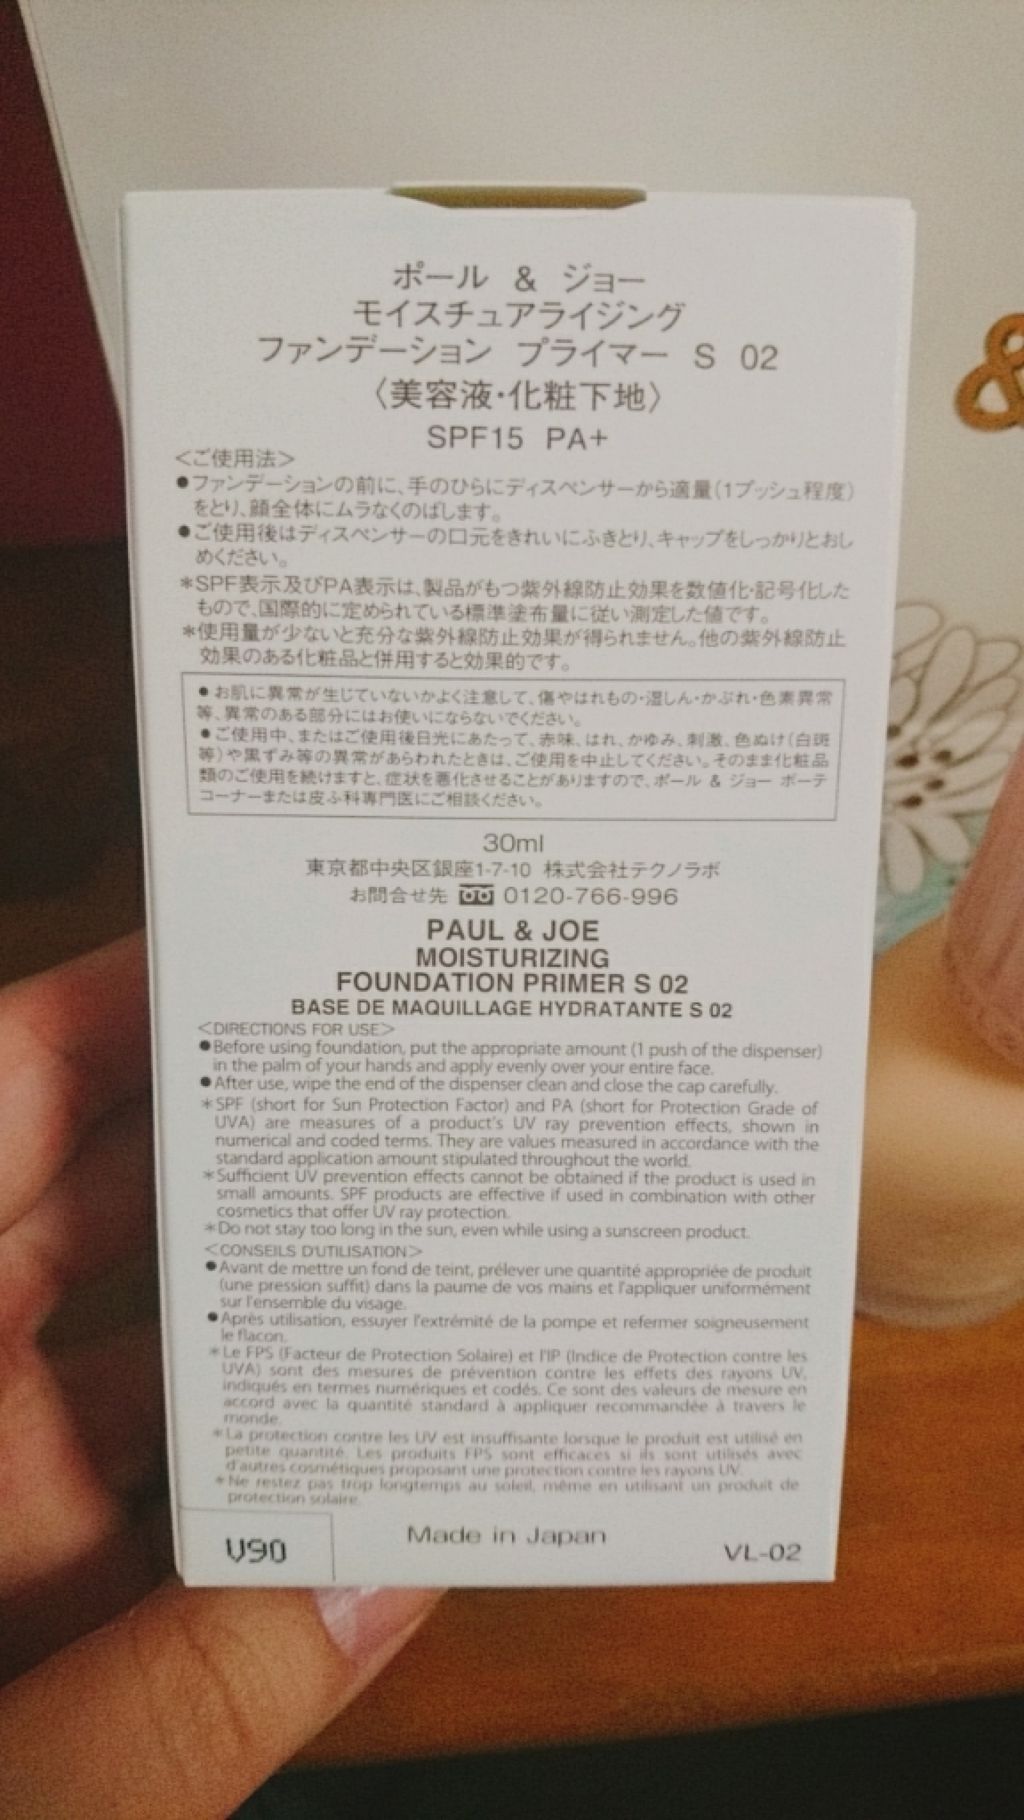 ポール & ジョー
モイスチュアライジング
ファンデーション プライマー S 02
〈美容液・化粧下地〉
SPF15 PA+
<ご使用法>
●ファンデーションの前に、手のひらにディスペンサーから適量(1プッシュ程度)
をとり、顔全体にムラなくのばします。
●ご使用後はディスペンサーの口元をきれいにふきとり、キャップをしっかりとおし
めください。
*SPF表示及びPA表示は、製品がもつ紫外線防止効果を数値化・記号化した
もので、国際的に定められている標準塗布量に従い測定した値です。
*使用量が少ないと充分な紫外線防止効果が得られません。他の紫外線防止
効果のある化粧品と併用すると効果的です。
●お肌に異常が生じていないかよく注意して、傷やはれもの・湿しん・かぶれ・色素異常
等、異常のある部分にはお使いにならないでください。
●ご使用中、またはご使用後日光にあたって、赤味、はれ、かゆみ、刺激、色ぬけ(白斑
等)や黒ずみ等の異常があらわれたときは、ご使用を中止してください。そのまま化粧品
類のご使用を続けますと、症状を悪化させることがありますので、ポール & ジョー ボーテ
コーナーまたは皮ふ科専門医にご相談ください。
30ml
東京都中央区銀座1-7-10 株式会社テクノラボ
お問合せ先 0120-766-996
PAUL & JOE
MOISTURIZING
FOUNDATION PRIMER S 02
BASE DE MAQUILLAGE HYDRATANTE S 02
<DIRECTIONS FOR USE>
●Before using foundation, put the appropriate amount (1 push of the dispenser)
in the palm of your hands and apply evenly over your entire face.
●After use, wipe the end of the dispenser clean and close the cap carefully.
*SPF (short for Sun Protection Factor) and PA (short for Protection Grade of
UVA) are measures of a product's UV ray prevention effects, shown in
numerical and coded terms. They are values measured in accordance with the
standard application amount stipulated throughout the world.
*Sufficient UV prevention effects cannot be obtained if the product is used in
small amounts. SPF products are effective if used in combination with other
cosmetics that offer UV ray protection.
*Do not stay too long in the sun, even while using a sunscreen product.
<CONSEILS D'UTILISATION>
●Avant de mettre un fond de teint, prélever une quantité appropriée de produit
(une pression suffit) dans la paume de vos mains et l'appliquer uniformément
sur l'ensemble du visage.
●Après utilisation, essuyer l'extrémité de la pompe et refermer soigneusement
le flacon.
*Le FPS (Facteur de Protection Solaire) et l'IP (Indice de Protection contre les
UVA) sont des mesures de prévention contre les effets des rayons UV,
indiqués en termes numériques et codés. Ce sont des valeurs de mesure en
accord avec la quantité standard à appliquer recommandée à travers le
monde.
*La protection contre les UV est insuffisante lorsque le produit est utilisé en
petite quantité. Les produits FPS sont efficaces si ils sont utilisés avec
d'autres cosmétiques proposant une protection contre les rayons UV.
*Ne restez pas trop longtemps au soleil, même en utilisant un produit de
protection solaire.
V90
Made in Japan
VL-02
&